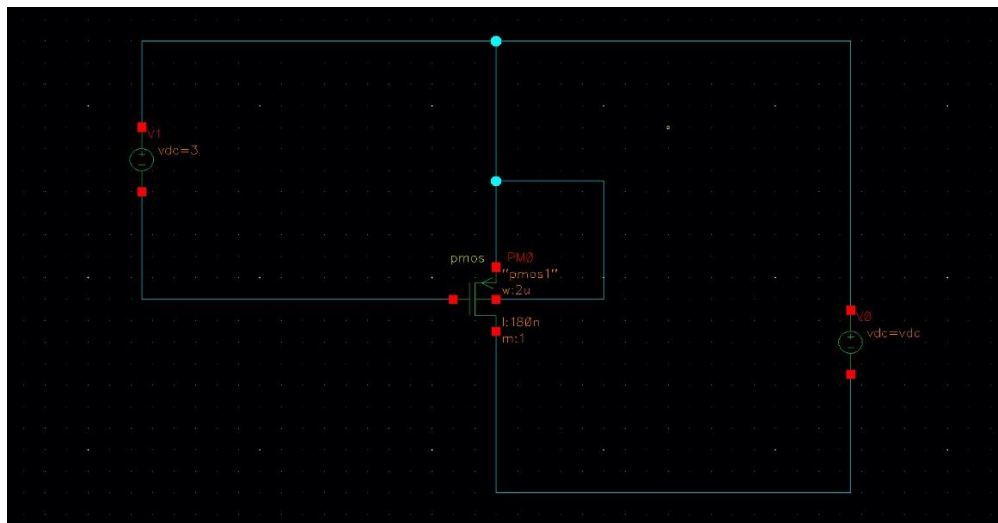 V1
vdc=3
pmos PM0
"pmos1"
w:2u
l:180n
m:1
V0
vdc=vdc